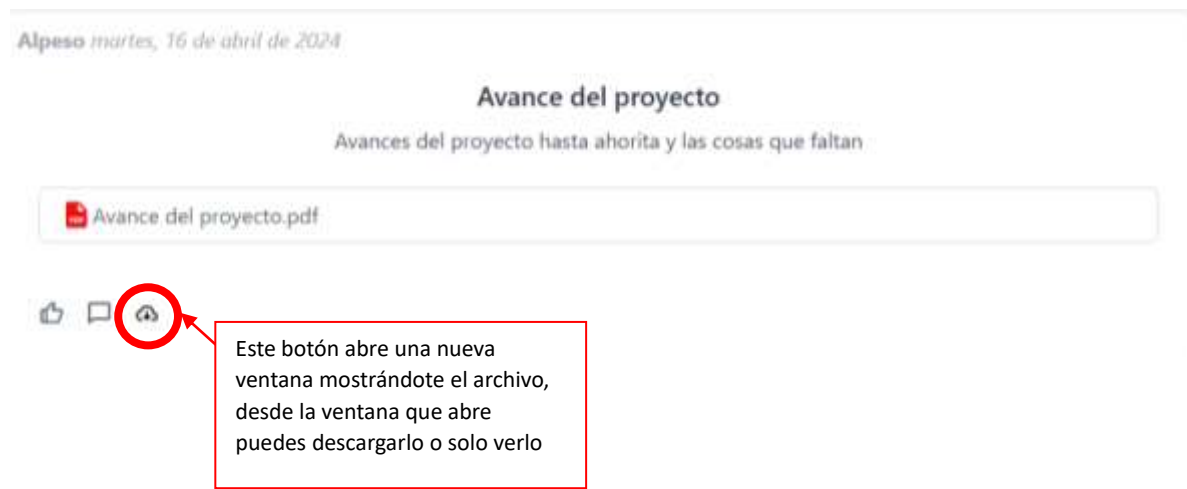 Alpeso martes, 16 de abril de 2024
Avance del proyecto
Avances del proyecto hasta ahorita y las cosas que faltan
Avance del proyecto.pdf
Este botón abre una nueva
ventana mostrándote el archivo,
desde la ventana que abre
puedes descargarlo o solo verlo